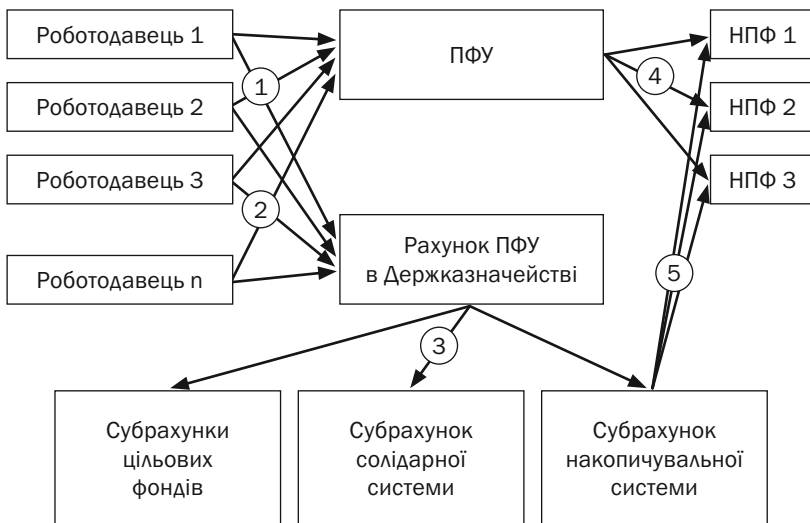 Роботодавець 1
ПФУ
НПФ 1
1
4
Роботодавець 2
НПФ 2
Роботодавець 3
НПФ 3
2
Роботодавець n
Рахунок ПФУ
в Держказначействі
5
3
Субрахунки
цільових
фондів
Субрахунок
солідарної
системи
Субрахунок
накопичувальної
системи